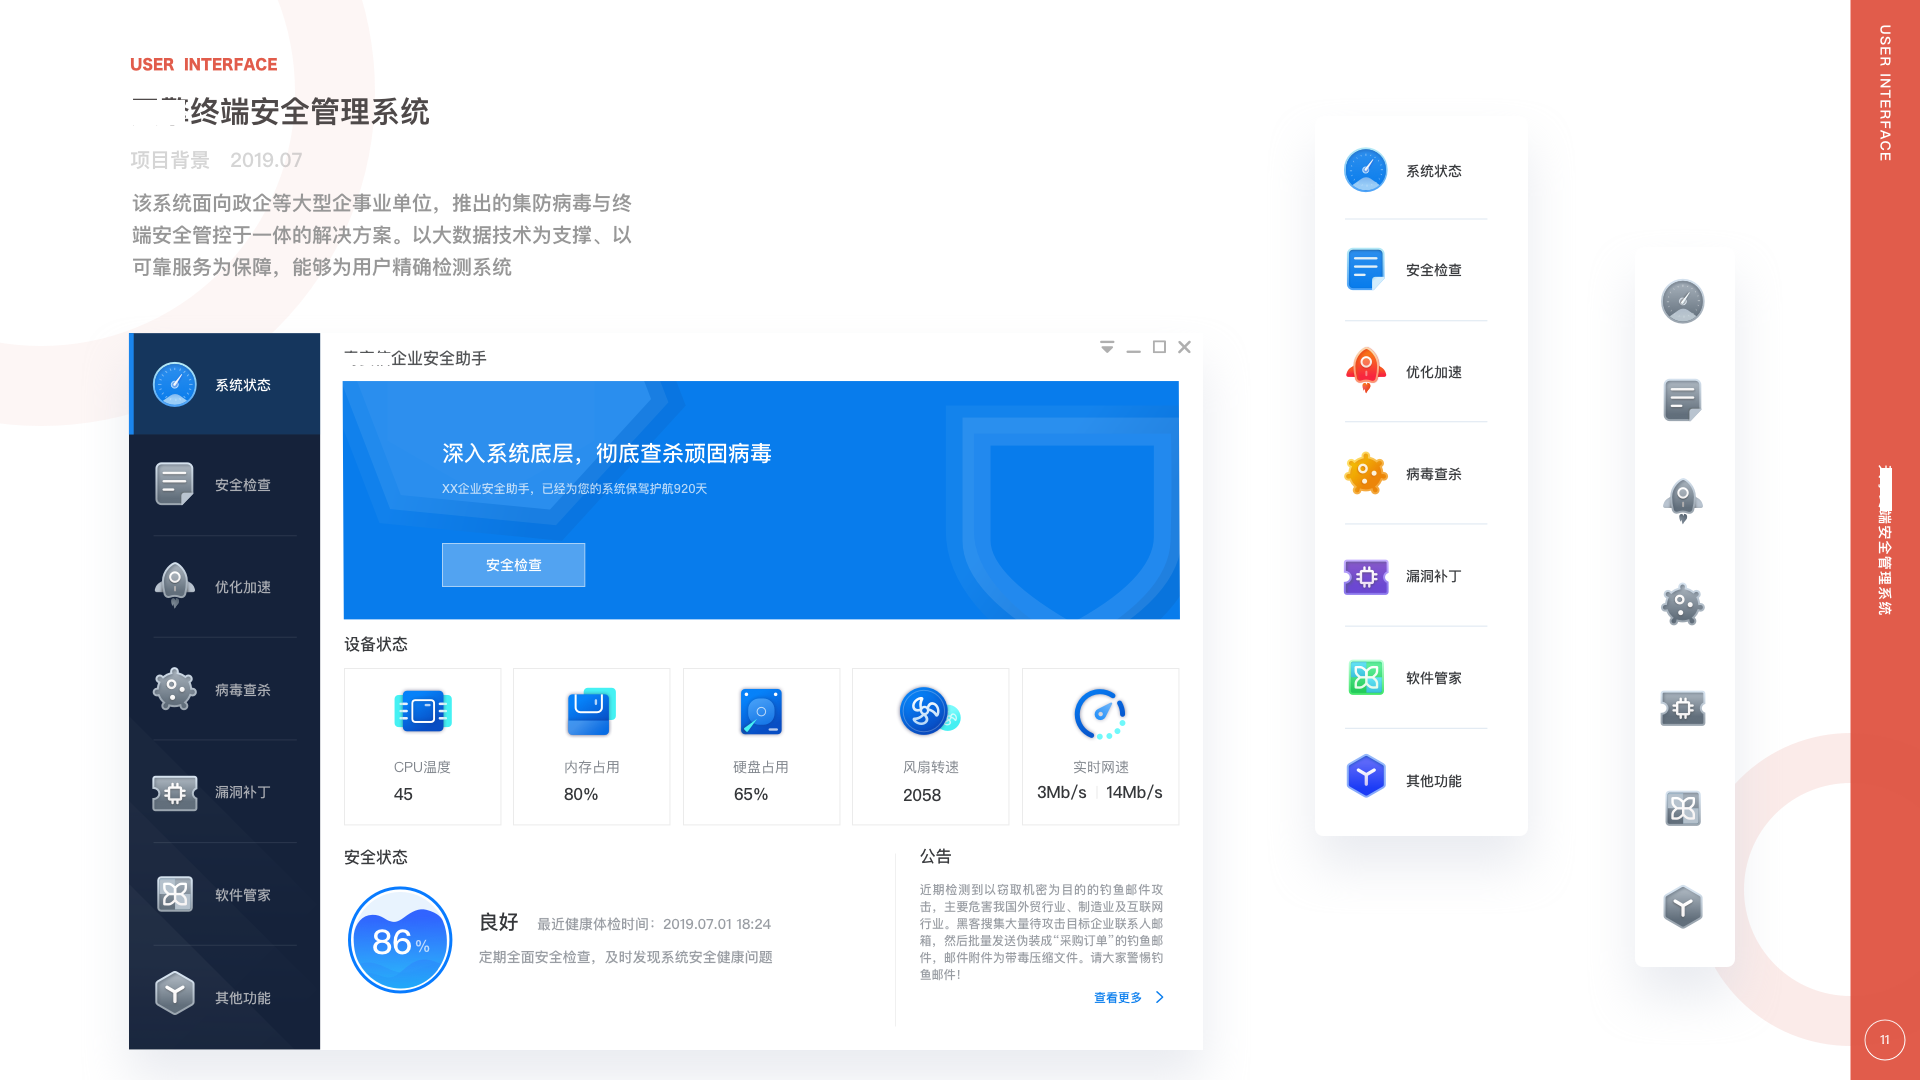 USER INTERFACE
终端安全管理系统
项目背景 2019.07
该系统面向政企等大型企事业单位，推出的集防病毒与终
端安全管控于一体的解决方案。以大数据技术为支撑、以
可靠服务为保障，能够为用户精确检测系统
系统状态
安全检查
优化加速
病毒查杀
漏洞补丁
软件管家
其他功能
企业安全助手
深入系统底层，彻底查杀顽固病毒
XX企业安全助手，已经为您的系统保驾护航920天
安全检查
设备状态
CPU温度
45
内存占用
80%
硬盘占用
65%
风扇转速
2058
实时网速
3Mb/s 14Mb/s
安全状态
86%
良好 最近健康体检时间：2019.07.01 18:24
定期全面安全检查，及时发现系统安全健康问题
公告
近期检测到以窃取机密为目的的钓鱼邮件攻
击，主要危害我国外贸行业、制造业及互联网
行业。黑客搜集大量待攻击目标企业联系人邮
箱，然后批量发送伪装成“采购订单”的钓鱼邮
件，邮件附件为带毒压缩文件。请大家警惕钓
鱼邮件！
查看更多
系统状态
安全检查
优化加速
病毒查杀
漏洞补丁
软件管家
其他功能
USER INTERFACE
端安全管理系统
11